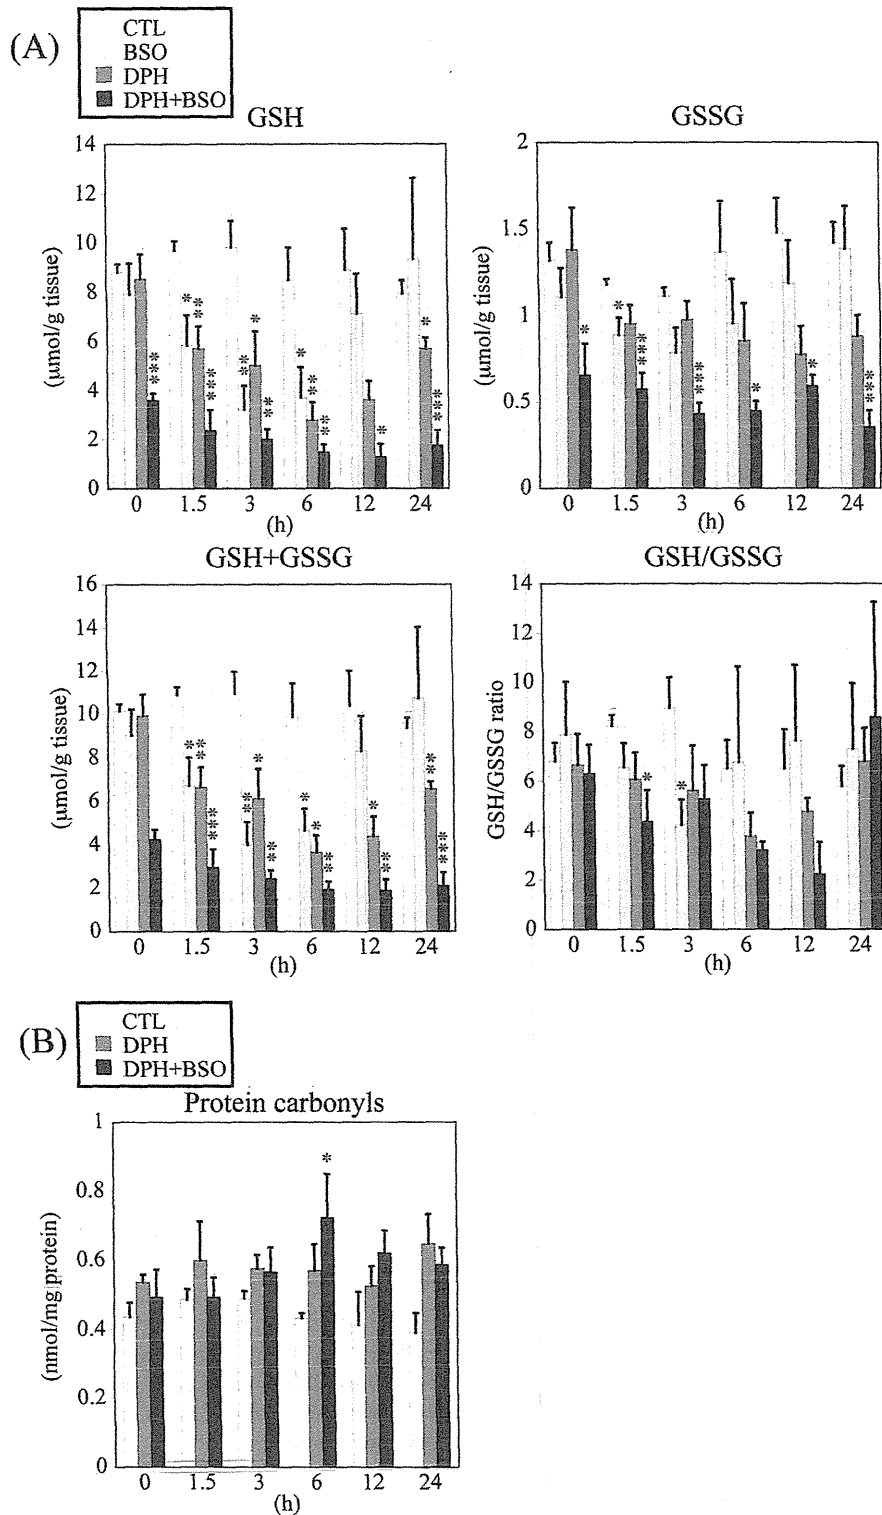 (A)
CTL
BSO
DPH
DPH+BSO
GSH
(μmol/g tissue)
14
12
10
8
6
4
2
0
* ** *** * ** *** ** * ** * ** ** * * ***
0 1.5 3 6 12 24
(h)
GSSG
(μmol/g tissue)
2
1.5
1
0.5
0
* * *** *** * * ***
0 1.5 3 6 12 24
(h)
GSH+GSSG
(μmol/g tissue)
16
14
12
10
8
6
4
2
0
* ** *** ** * ** * * ** * ** ** ***
0 1.5 3 6 12 24
(h)
GSH/GSSG
GSH/GSSG ratio
14
12
10
8
6
4
2
0
* *
0 1.5 3 6 12 24
(h)
(B)
CTL
DPH
DPH+BSO
Protein carbonyls
(nmol/mg protein)
1
0.8
0.6
0.4
0.2
0
*
0 1.5 3 6 12 24
(h)